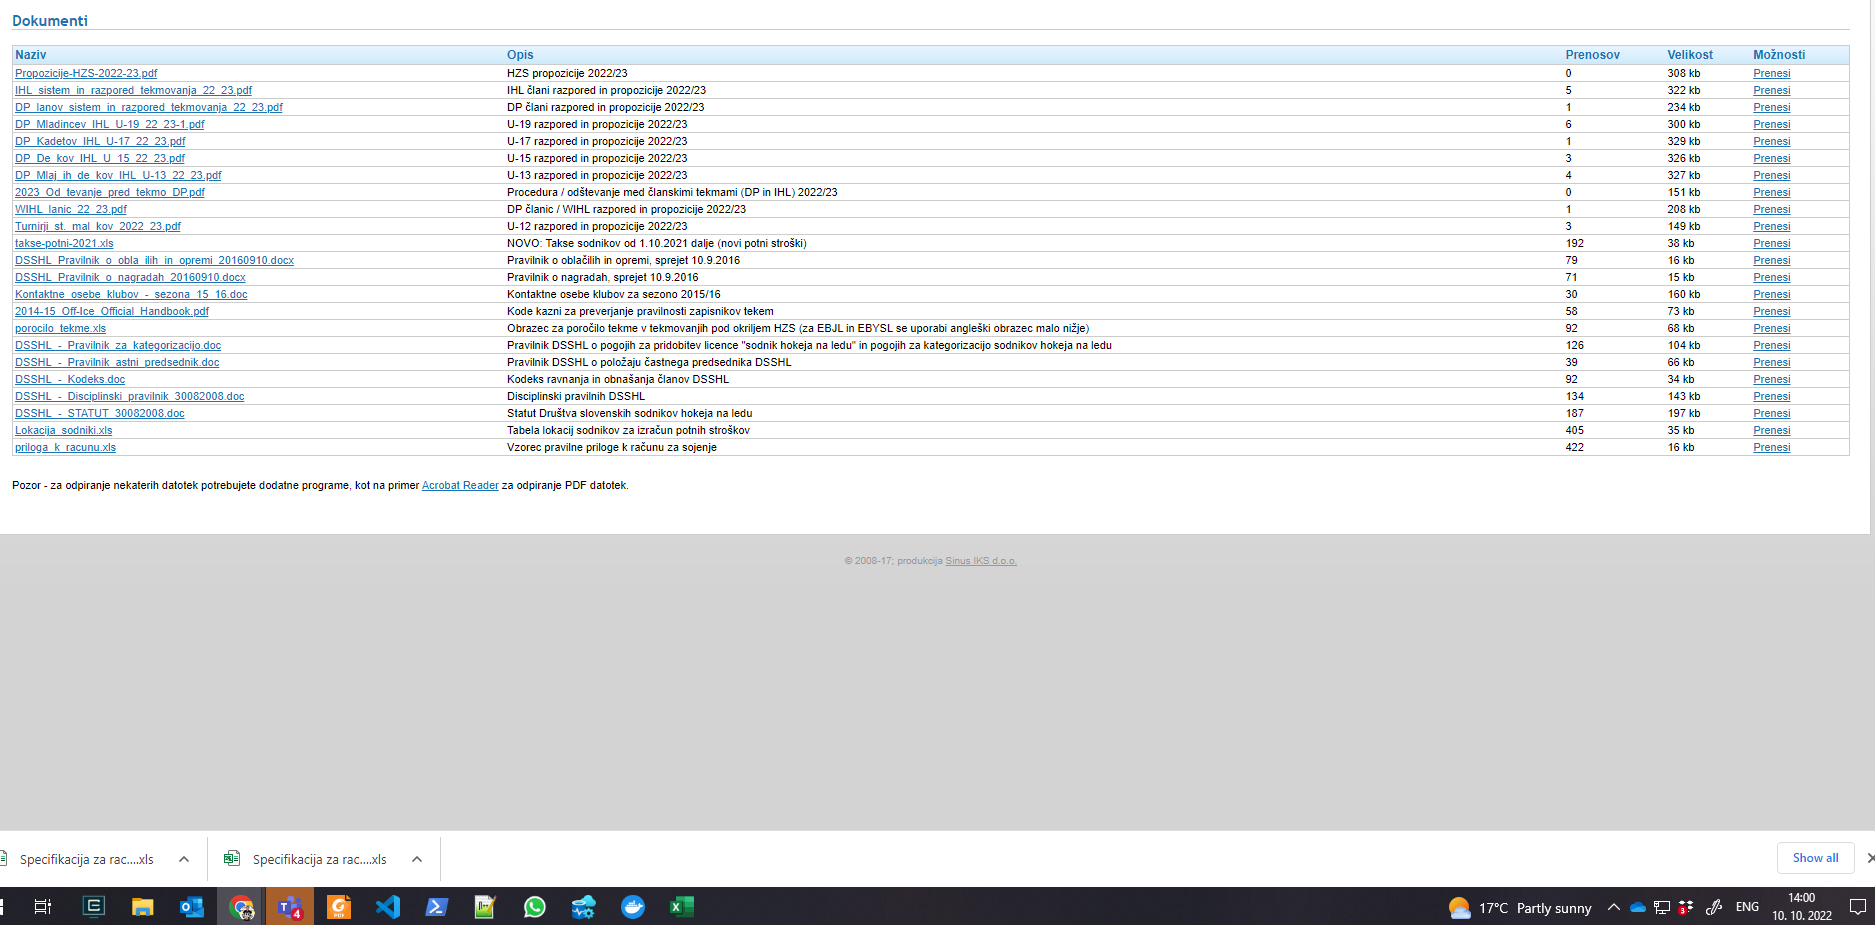 Dokumenti
Naziv Opis Prenosov Velikost Možnosti
Propozicije-HZS-2022-23.pdf HZS propozicije 2022/23 0 308 kb Prenesi
IHL_sistem_in_razpored_tekmovanja_22_23.pdf IHL člani razpored in propozicije 2022/23 5 322 kb Prenesi
DP_lanov_sistem_in_razpored_tekmovanja_22_23.pdf DP člani razpored in propozicije 2022/23 1 234 kb Prenesi
DP_Mladincev_IHL_U-19_22_23-1.pdf U-19 razpored in propozicije 2022/23 6 300 kb Prenesi
DP_Kadetov_IHL_U-17_22_23.pdf U-17 razpored in propozicije 2022/23 1 329 kb Prenesi
DP_De_kov_IHL_U_15_22_23.pdf U-15 razpored in propozicije 2022/23 3 326 kb Prenesi
DP_Mlaj_ih_de_kov_IHL_U-13_22_23.pdf U-13 razpored in propozicije 2022/23 4 327 kb Prenesi
2023_Od_tevanje_pred_tekmo_DP.pdf Procedura / odštevanje med članskimi tekmami (DP in IHL) 2022/23 0 151 kb Prenesi
WIHL_lanic_22_23.pdf DP članic / WIHL razpored in propozicije 2022/23 1 208 kb Prenesi
Turnirji_st._mal_kov_2022_23.pdf U-12 razpored in propozicije 2022/23 3 149 kb Prenesi
takse-potni-2021.xls NOVO: Takse sodnikov od 1.10.2021 dalje (novi potni stroški) 192 38 kb Prenesi
DSSHL_Pravilnik_o_obla_ilih_in_opremi_20160910.docx Pravilnik o oblačilih in opremi, sprejet 10.9.2016 79 16 kb Prenesi
DSSHL_Pravilnik_o_nagradah_20160910.docx Pravilnik o nagradah, sprejet 10.9.2016 71 15 kb Prenesi
Kontaktne_osebe_klubov_-_sezona_15_16.doc Kontaktne osebe klubov za sezono 2015/16 30 160 kb Prenesi
2014-15_Off-Ice_Official_Handbook.pdf Kode kazni za preverjanje pravilnosti zapisnikov tekem 58 73 kb Prenesi
porocilo_tekme.xls Obrazec za poročilo tekme v tekmovanjih pod okriljem HZS (za EBJL in EBYSL se uporabi angleški obrazec malo nižje) 92 68 kb Prenesi
DSSHL_-_Pravilnik_za_kategorizacijo.doc Pravilnik DSSHL o pogojih za pridobitev licence "sodnik hokeja na ledu" in pogojih za kategorizacijo sodnikov hokeja na ledu 126 104 kb Prenesi
DSSHL_-_Pravilnik_astni_predsednik.doc Pravilnik DSSHL o položaju častnega predsednika DSSHL 39 66 kb Prenesi
DSSHL_-_Kodeks.doc Kodeks ravnanja in obnašanja članov DSSHL 92 34 kb Prenesi
DSSHL_-_Disciplinski_pravilnik_30082008.doc Disciplinski pravilnih DSSHL 134 143 kb Prenesi
DSSHL_-_STATUT_30082008.doc Statut Društva slovenskih sodnikov hokeja na ledu 187 197 kb Prenesi
Lokacija_sodniki.xls Tabela lokacij sodnikov za izračun potnih stroškov 405 35 kb Prenesi
priloga_k_racunu.xls Vzorec pravilne priloge k računu za sojenje 422 16 kb Prenesi
Pozor - za odpiranje nekaterih datotek potrebujete dodatne programe, kot na primer Acrobat Reader za odpiranje PDF datotek.
© 2008-17; produkcija Sinus IKS d.o.o.
Specifikacija za rac....xls Specifikacija za rac....xls Show all
17°C Partly sunny ENG 14:00
10. 10. 2022